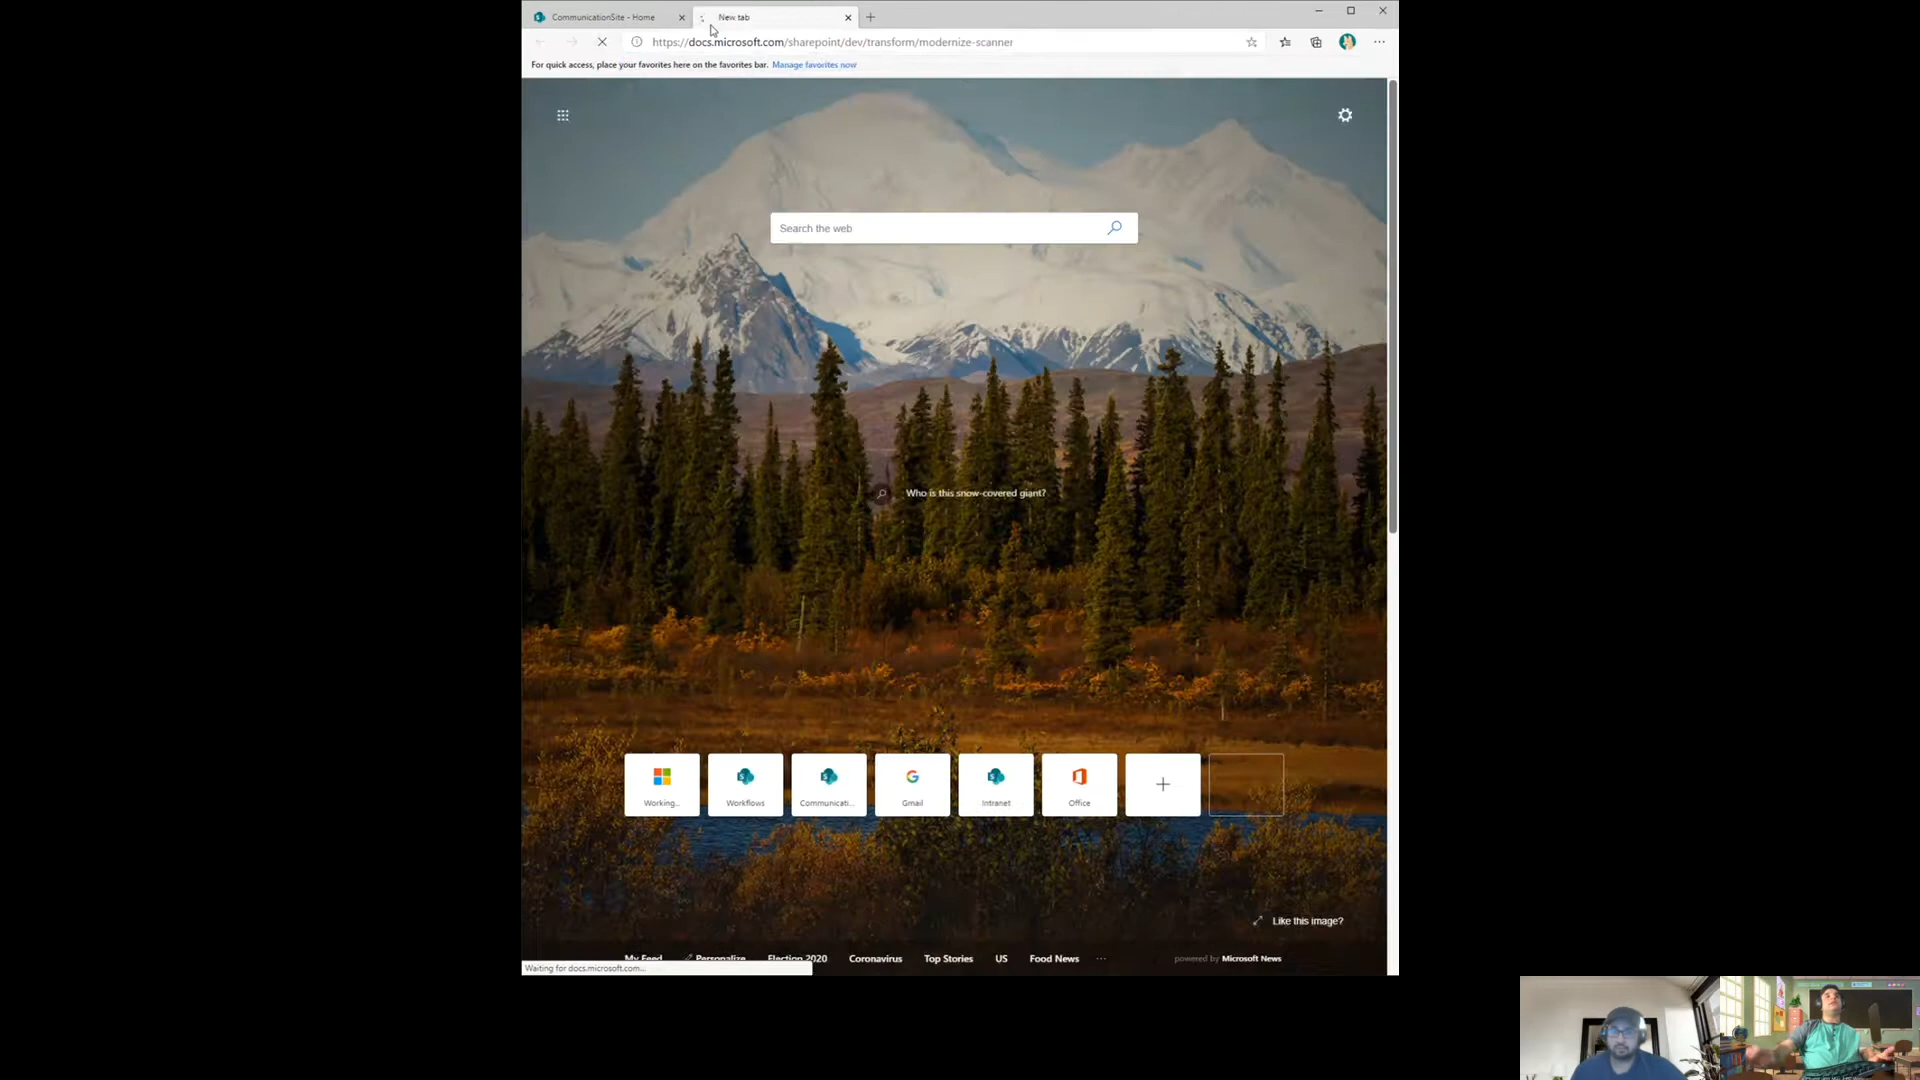 CommunicationSite - Home
New tab
https://docs.microsoft.com/sharepoint/dev/transform/modernize-scanner
For quick access, place your favorites here on the favorites bar. Manage favorites now
Search the web
Who is this snow-covered giant?
Working...
Workflows
Communicati...
Gmail
Intranet
Office
Like this image?
My Feed
Personalize
Election 2020
Coronavirus
Top Stories
US
Food News
powered by Microsoft News
Waiting for docs.microsoft.com...